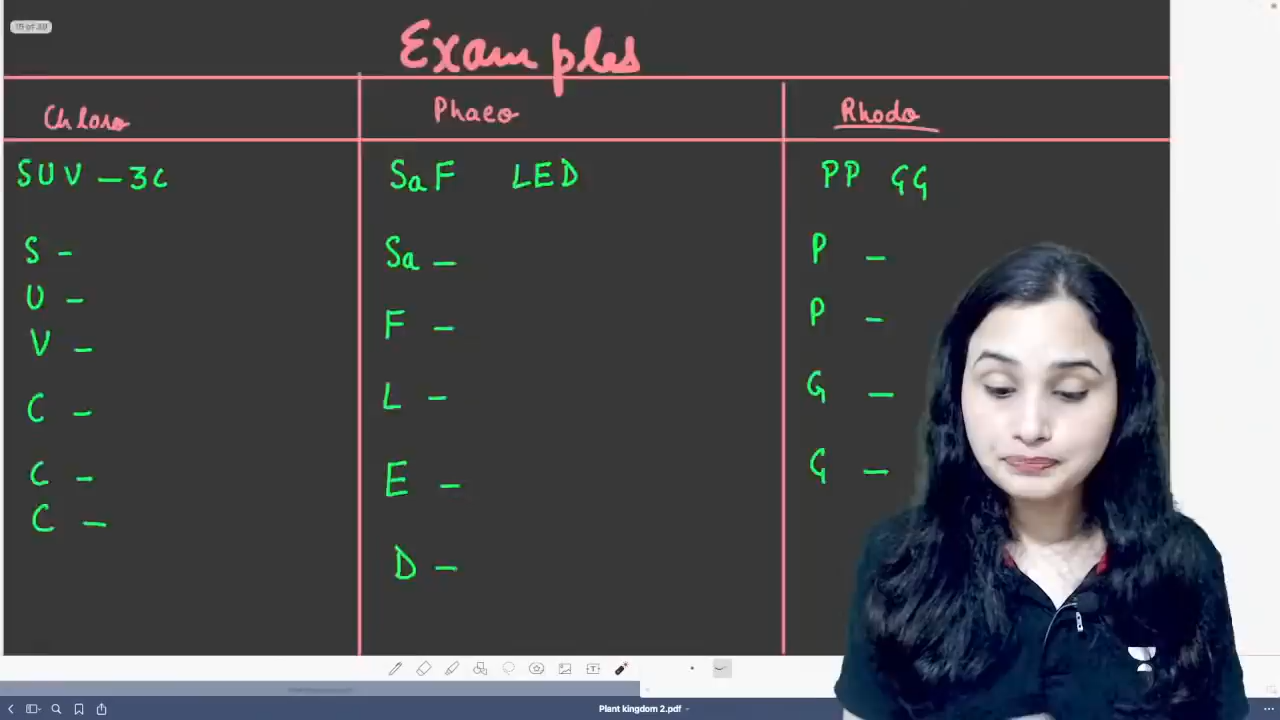 Examples
Chloro
Phaeo
Rhodo
SUV - 3C
SaF LED
PP GG
S -
U -
V -
C -
C -
C -
Sa -
F -
L -
E -
D -
P -
P -
G -
G -
Plant kingdom 2.pdf